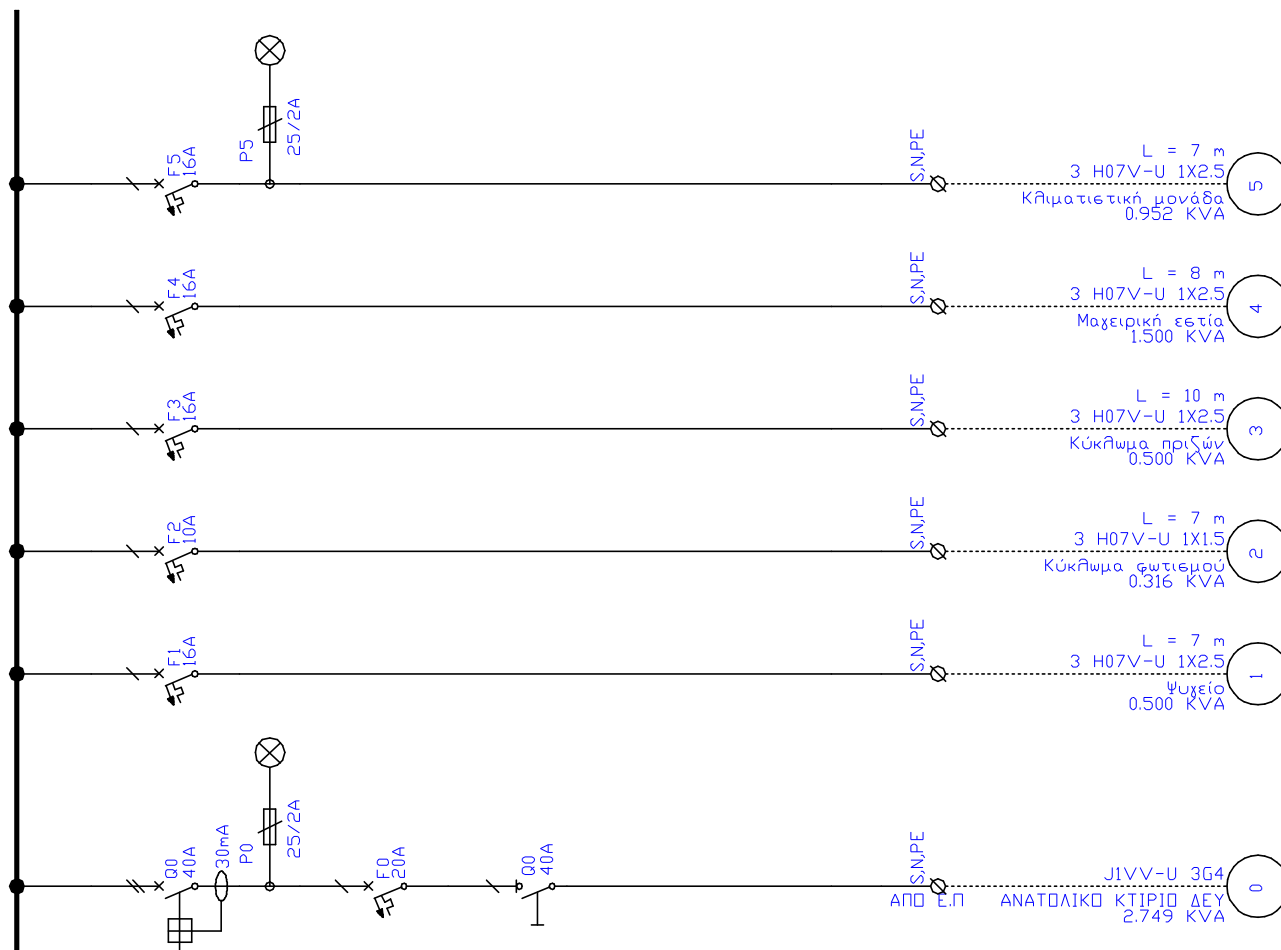 P5
25/2A
F5
16A
S,N,PE
L = 7 m
3 H07V-U 1X2.5
Κλιματιστική μονάδα
0.952 KVA
5
F4
16A
S,N,PE
L = 8 m
3 H07V-U 1X2.5
Μαγειρική εστία
1.500 KVA
4
F3
16A
S,N,PE
L = 10 m
3 H07V-U 1X2.5
Κύκλωμα πριζών
0.500 KVA
3
F2
10A
S,N,PE
L = 7 m
3 H07V-U 1X1.5
Κύκλωμα φωτισμού
0.316 KVA
2
F1
16A
S,N,PE
L = 7 m
3 H07V-U 1X2.5
Ψυγείο
0.500 KVA
1
Q0
40A
30mA
P0
25/2A
F0
20A
Q0
40A
S,N,PE
ΑΠΟ Ε.Π
J1VV-U 3G4
ΑΝΑΤΟΛΙΚΟ ΚΤΙΡΙΟ ΔΕΥ
2.749 KVA
0